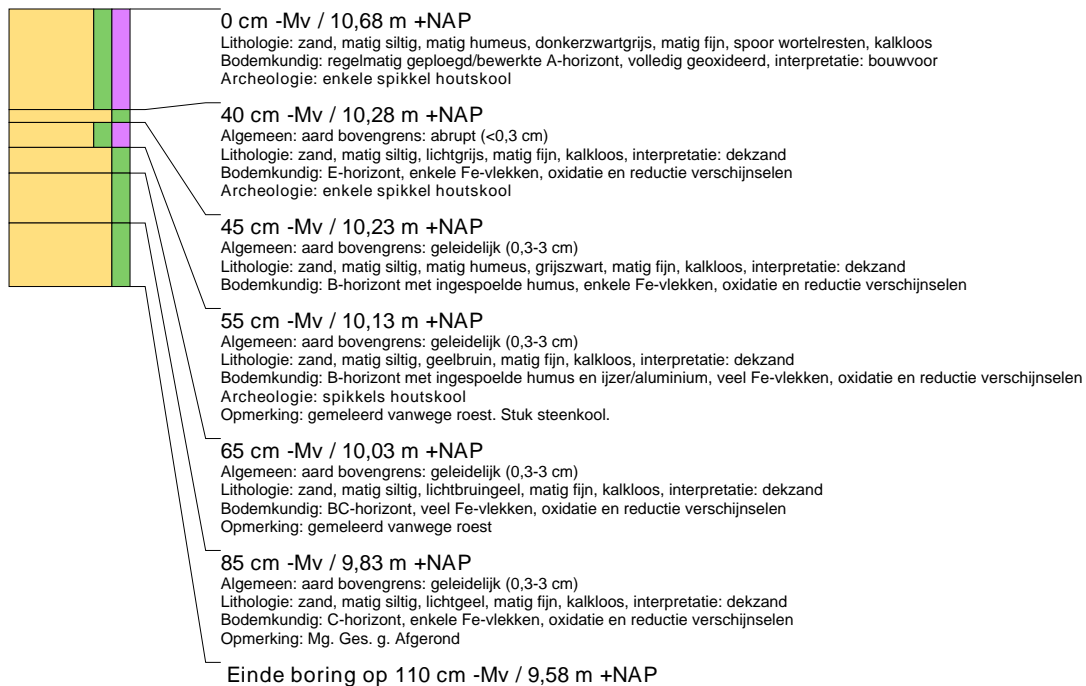 0 cm -Mv / 10,68 m +NAP
Lithologie: zand, matig siltig, matig humeus, donkerzwartgrijs, matig fijn, spoor wortelresten, kalkloos
Bodemkundig: regelmatig geploegd/bewerkte A-horizont, volledig geoxideerd, interpretatie: bouwvoor
Archeologie: enkele spikkel houtskool
40 cm -Mv / 10,28 m +NAP
Algemeen: aard bovengrens: abrupt (<0,3 cm)
Lithologie: zand, matig siltig, lichtgrijs, matig fijn, kalkloos, interpretatie: dekzand
Bodemkundig: E-horizont, enkele Fe-vlekken, oxidatie en reductie verschijnselen
Archeologie: enkele spikkel houtskool
45 cm -Mv / 10,23 m +NAP
Algemeen: aard bovengrens: geleidelijk (0,3-3 cm)
Lithologie: zand, matig siltig, matig humeus, grijszwart, matig fijn, kalkloos, interpretatie: dekzand
Bodemkundig: B-horizont met ingespoelde humus, enkele Fe-vlekken, oxidatie en reductie verschijnselen
55 cm -Mv / 10,13 m +NAP
Algemeen: aard bovengrens: geleidelijk (0,3-3 cm)
Lithologie: zand, matig siltig, geelbruin, matig fijn, kalkloos, interpretatie: dekzand
Bodemkundig: B-horizont met ingespoelde humus en ijzer/aluminium, veel Fe-vlekken, oxidatie en reductie verschijnselen
Archeologie: spikkels houtskool
Opmerking: gemeleerd vanwege roest. Stuk steenkool.
65 cm -Mv / 10,03 m +NAP
Algemeen: aard bovengrens: geleidelijk (0,3-3 cm)
Lithologie: zand, matig siltig, lichtbruingeel, matig fijn, kalkloos, interpretatie: dekzand
Bodemkundig: BC-horizont, veel Fe-vlekken, oxidatie en reductie verschijnselen
Opmerking: gemeleerd vanwege roest
85 cm -Mv / 9,83 m +NAP
Algemeen: aard bovengrens: geleidelijk (0,3-3 cm)
Lithologie: zand, matig siltig, lichtgeel, matig fijn, kalkloos, interpretatie: dekzand
Bodemkundig: C-horizont, enkele Fe-vlekken, oxidatie en reductie verschijnselen
Opmerking: Mg. Ges. g. Afgerond
Einde boring op 110 cm -Mv / 9,58 m +NAP